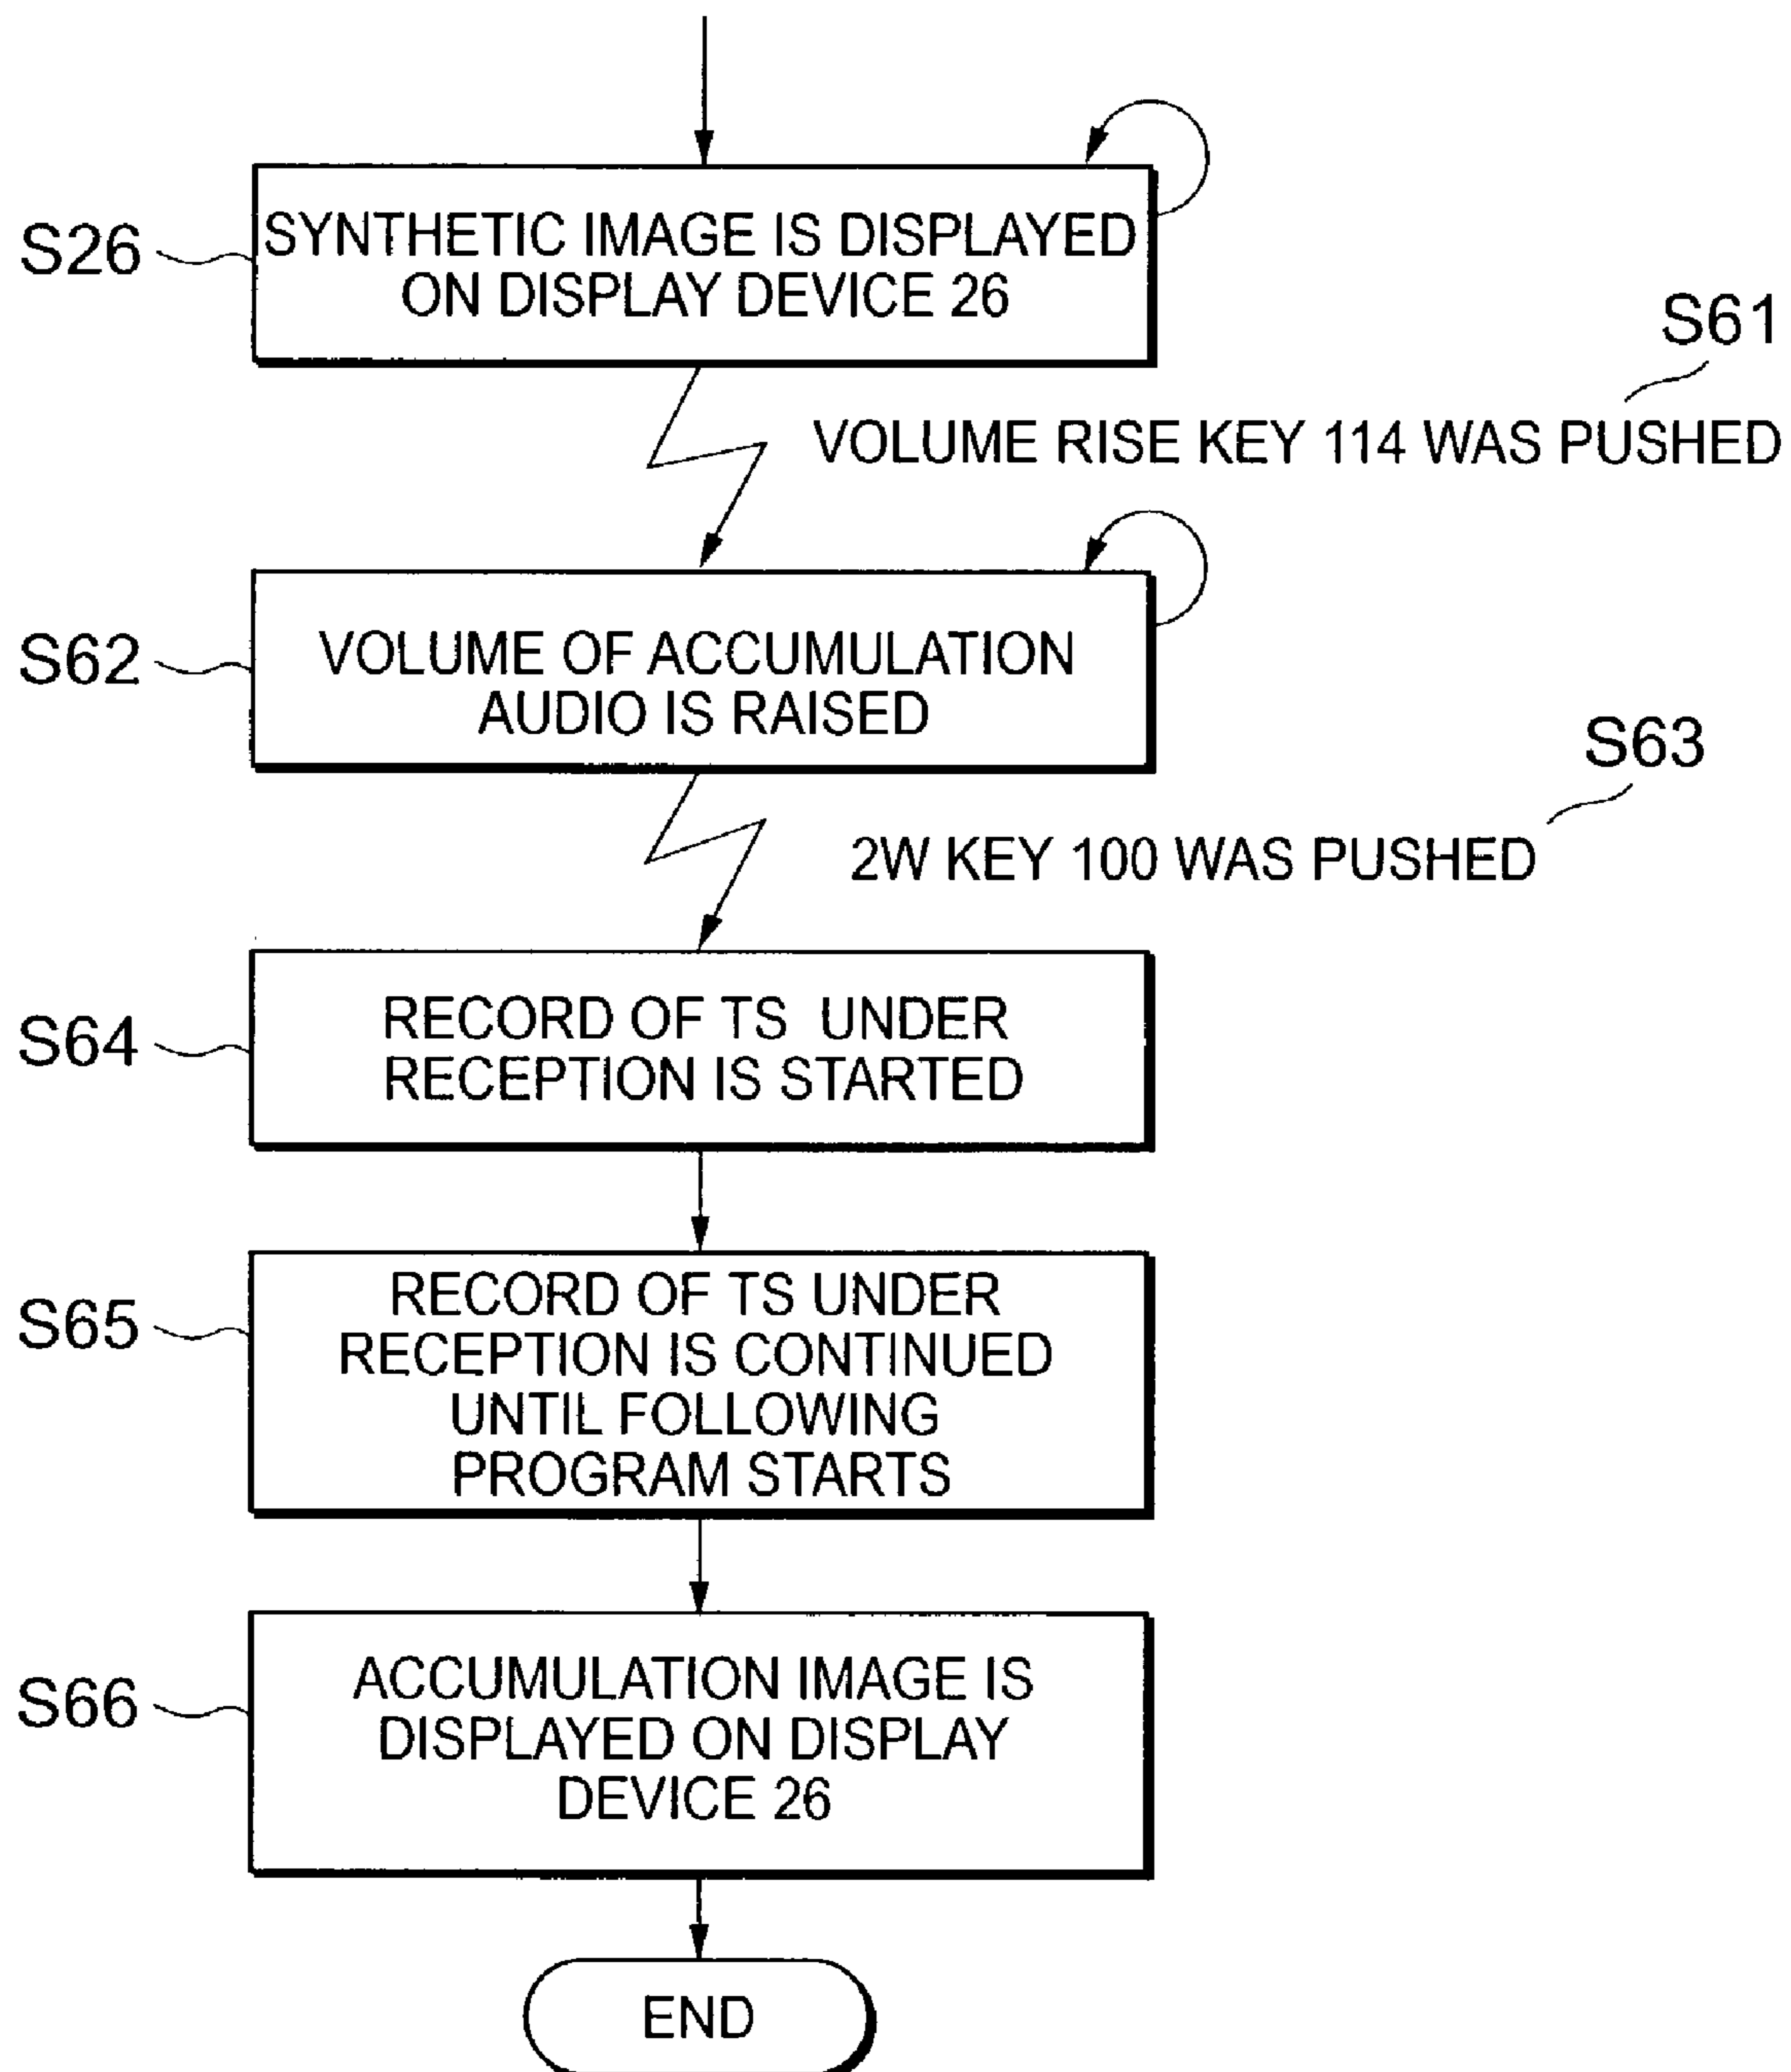 S26
SYNTHETIC IMAGE IS DISPLAYED
ON DISPLAY DEVICE 26
S61
VOLUME RISE KEY 114 WAS PUSHED
S62
VOLUME OF ACCUMULATION
AUDIO IS RAISED
S63
2W KEY 100 WAS PUSHED
S64
RECORD OF TS UNDER
RECEPTION IS STARTED
S65
RECORD OF TS UNDER
RECEPTION IS CONTINUED
UNTIL FOLLOWING
PROGRAM STARTS
S66
ACCUMULATION IMAGE IS
DISPLAYED ON DISPLAY
DEVICE 26
END